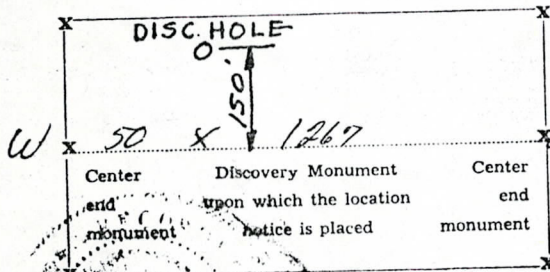 X X
DISC. HOLE
O
150'
W X 50 X 1267 X
Center Discovery Monument Center
end upon which the location end
monument notice is placed monument
X X